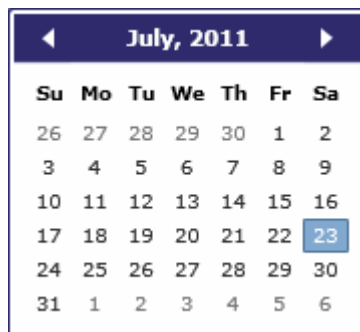 July, 2011
Su Mo Tu We Th Fr Sa
26 27 28 29 30 1 2
3 4 5 6 7 8 9
10 11 12 13 14 15 16
17 18 19 20 21 22 23
24 25 26 27 28 29 30
31 1 2 3 4 5 6